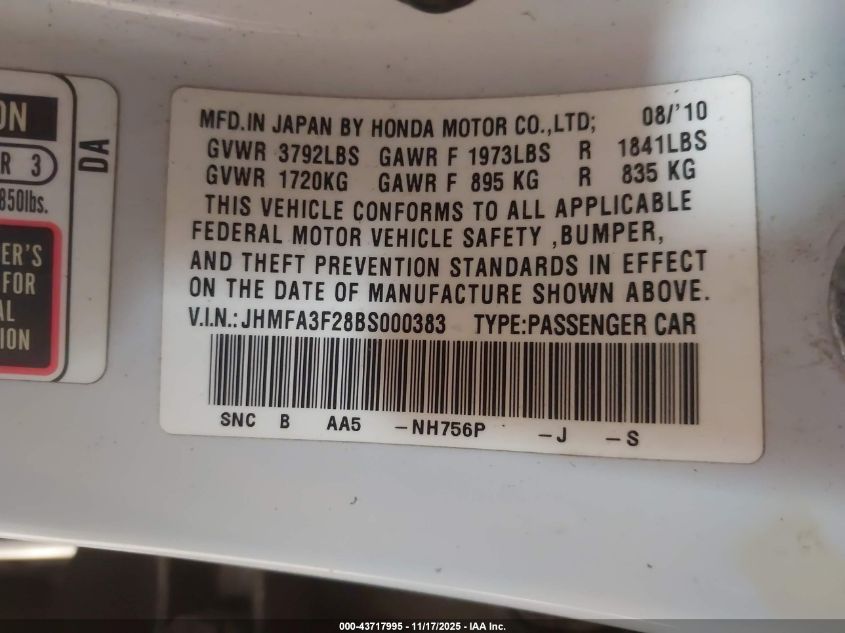 ON
R 3
850lbs.
ER'S
FOR
AL
ION
DA
MFD.IN JAPAN BY HONDA MOTOR CO.,LTD; 08/'10
GVWR 3792LBS GAWR F 1973LBS R 1841LBS
GVWR 1720KG GAWR F 895 KG R 835 KG
THIS VEHICLE CONFORMS TO ALL APPLICABLE
FEDERAL MOTOR VEHICLE SAFETY ,BUMPER,
AND THEFT PREVENTION STANDARDS IN EFFECT
ON THE DATE OF MANUFACTURE SHOWN ABOVE.
V.I.N.: JHMFA3F28BS000383 TYPE:PASSENGER CAR
SNC B AA5 -NH756P -J -S
000-43717995 - 11/17/2025 - IAA Inc.